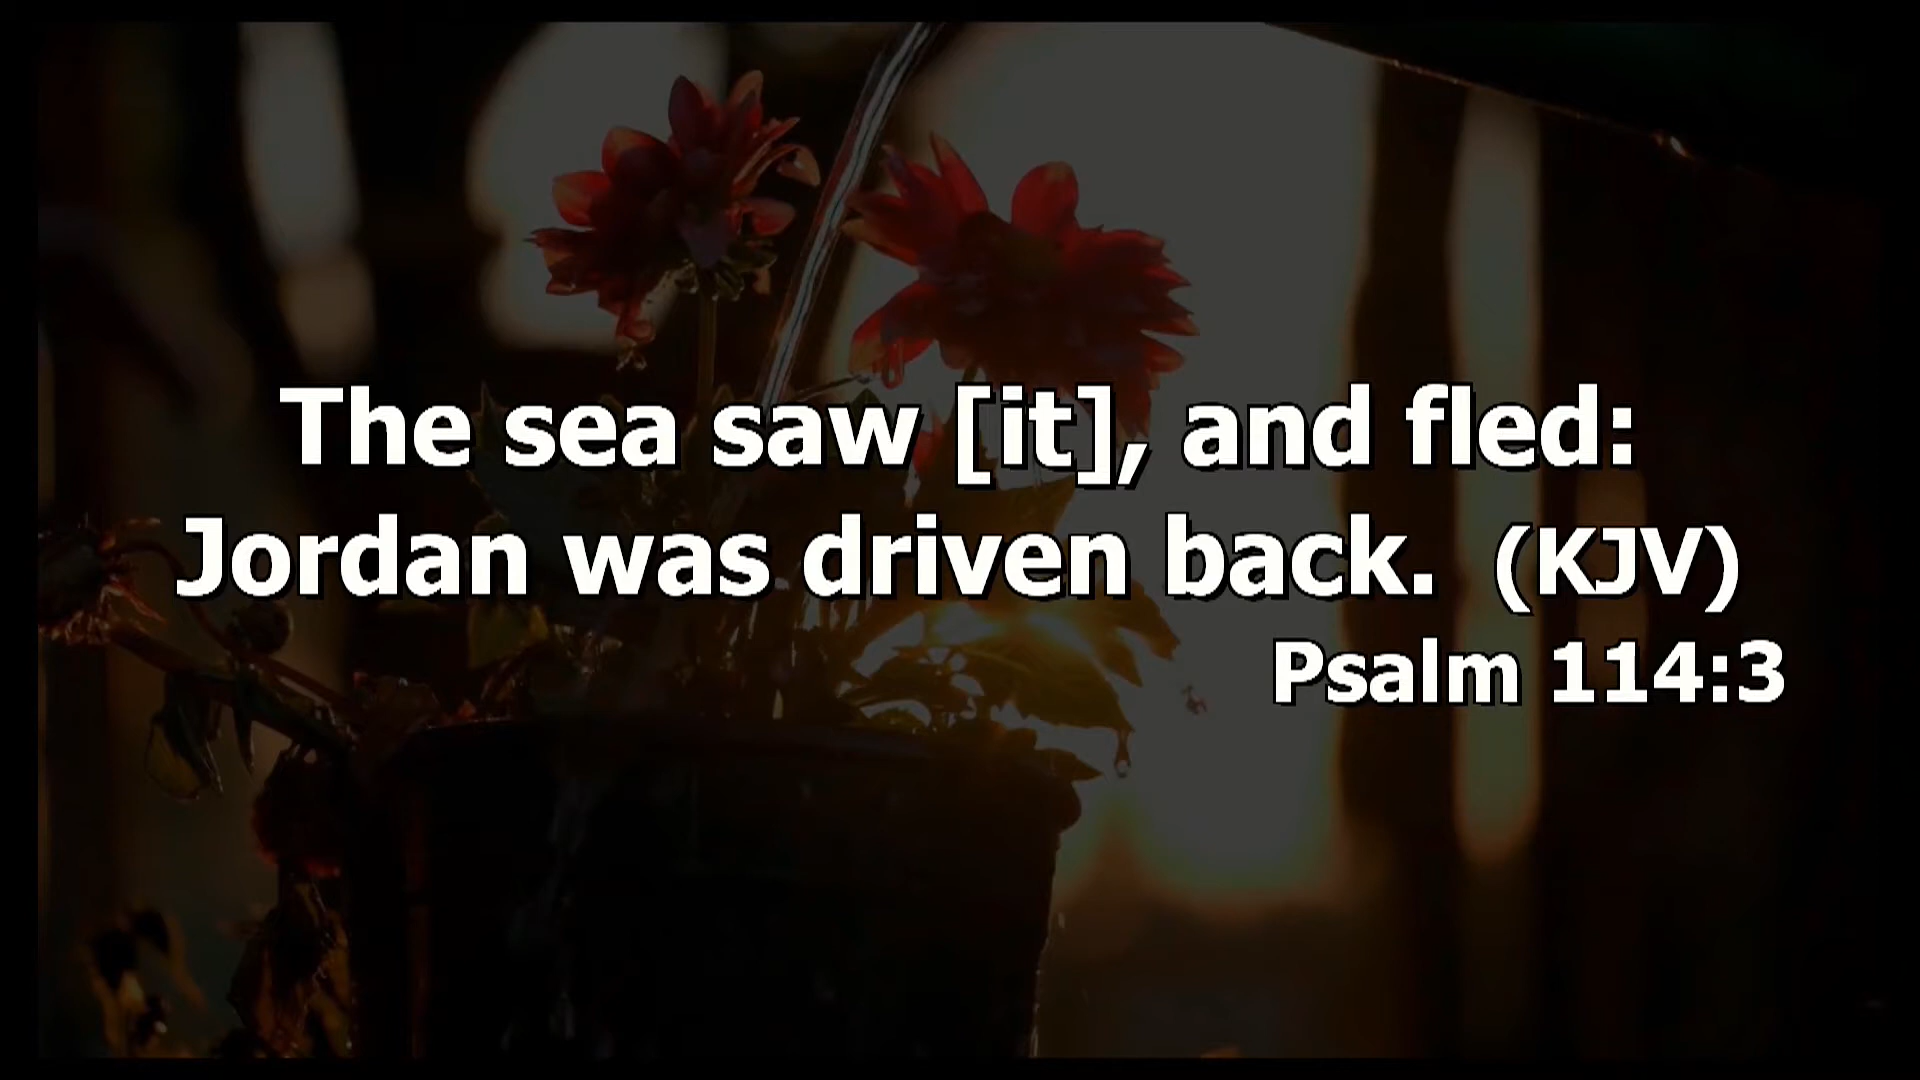 The sea saw [it], and fled:
Jordan was driven back.  (KJV)
Psalm 114:3